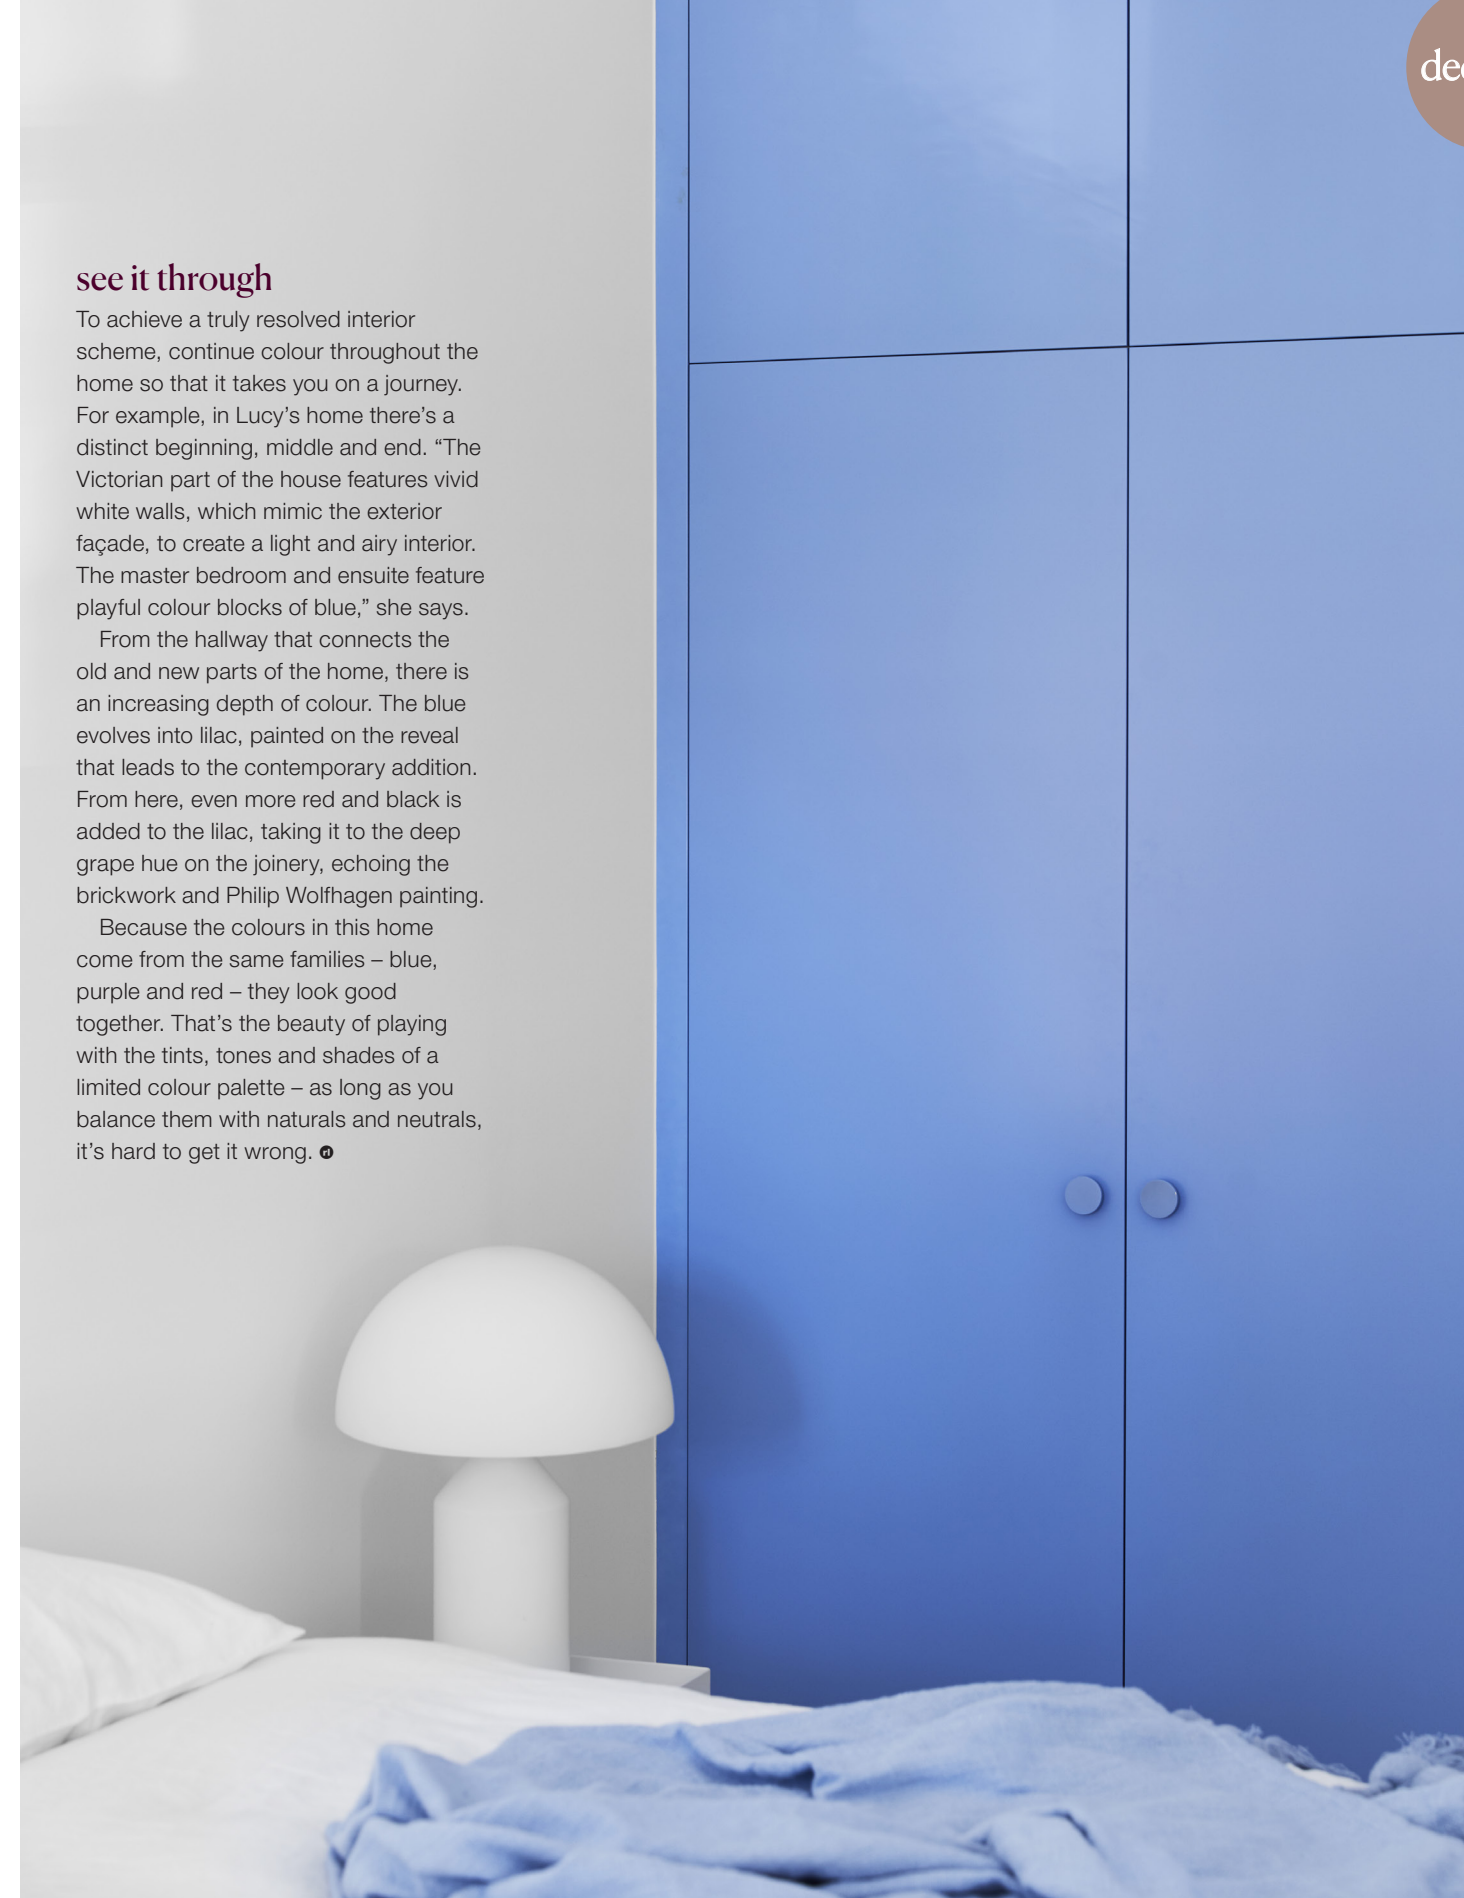 see it through
To achieve a truly resolved interior
scheme, continue colour throughout the
home so that it takes you on a journey.
For example, in Lucy’s home there’s a
distinct beginning, middle and end. “The
Victorian part of the house features vivid
white walls, which mimic the exterior
façade, to create a light and airy interior.
The master bedroom and ensuite feature
playful colour blocks of blue,” she says.
From the hallway that connects the
old and new parts of the home, there is
an increasing depth of colour. The blue
evolves into lilac, painted on the reveal
that leads to the contemporary addition.
From here, even more red and black is
added to the lilac, taking it to the deep
grape hue on the joinery, echoing the
brickwork and Philip Wolfhagen painting.
Because the colours in this home
come from the same families – blue,
purple and red – they look good
together. That’s the beauty of playing
with the tints, tones and shades of a
limited colour palette – as long as you
balance them with naturals and neutrals,
it’s hard to get it wrong.